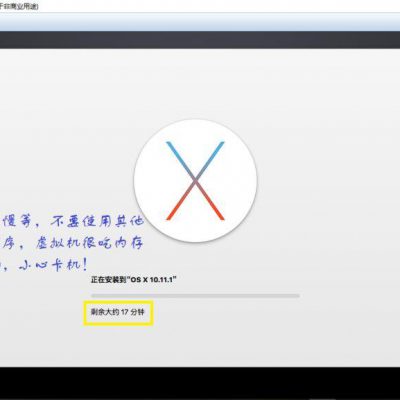 于非商业用途)
慢等，不要使用其他
序，虚拟机很吃内存
，小心卡机！
正在安装到“OS X 10.11.1”
剩余大约 17 分钟